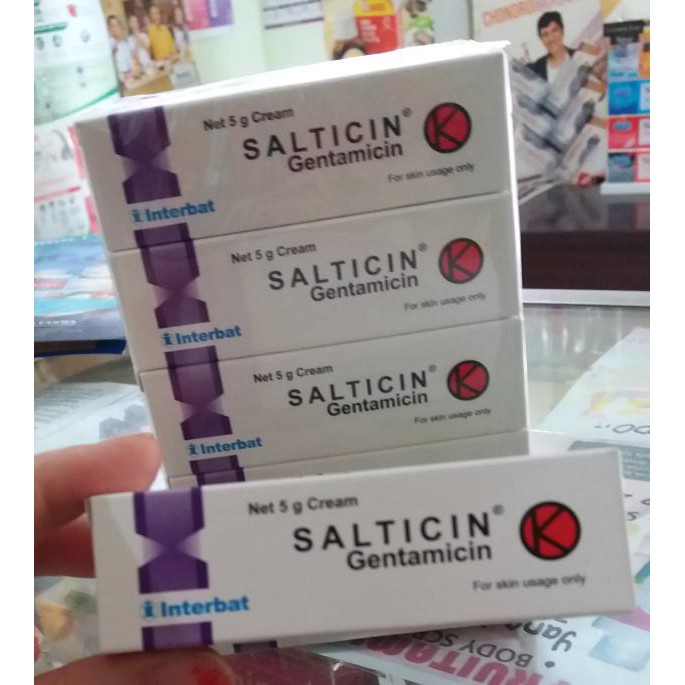 CHONDRO
Net 5 g Cream
SALTICIN®
Gentamicin
K
For skin usage only
Interbat
Net 5 g Cream
SALTICIN®
Gentamicin
K
For skin usage only
Interbat
Net 5 g Cream
SALTICIN®
Gentamicin
K
For skin usage only
Interbat
Net 5 g Cream
SALTICIN®
Gentamicin
K
For skin usage only
Interbat
BODY